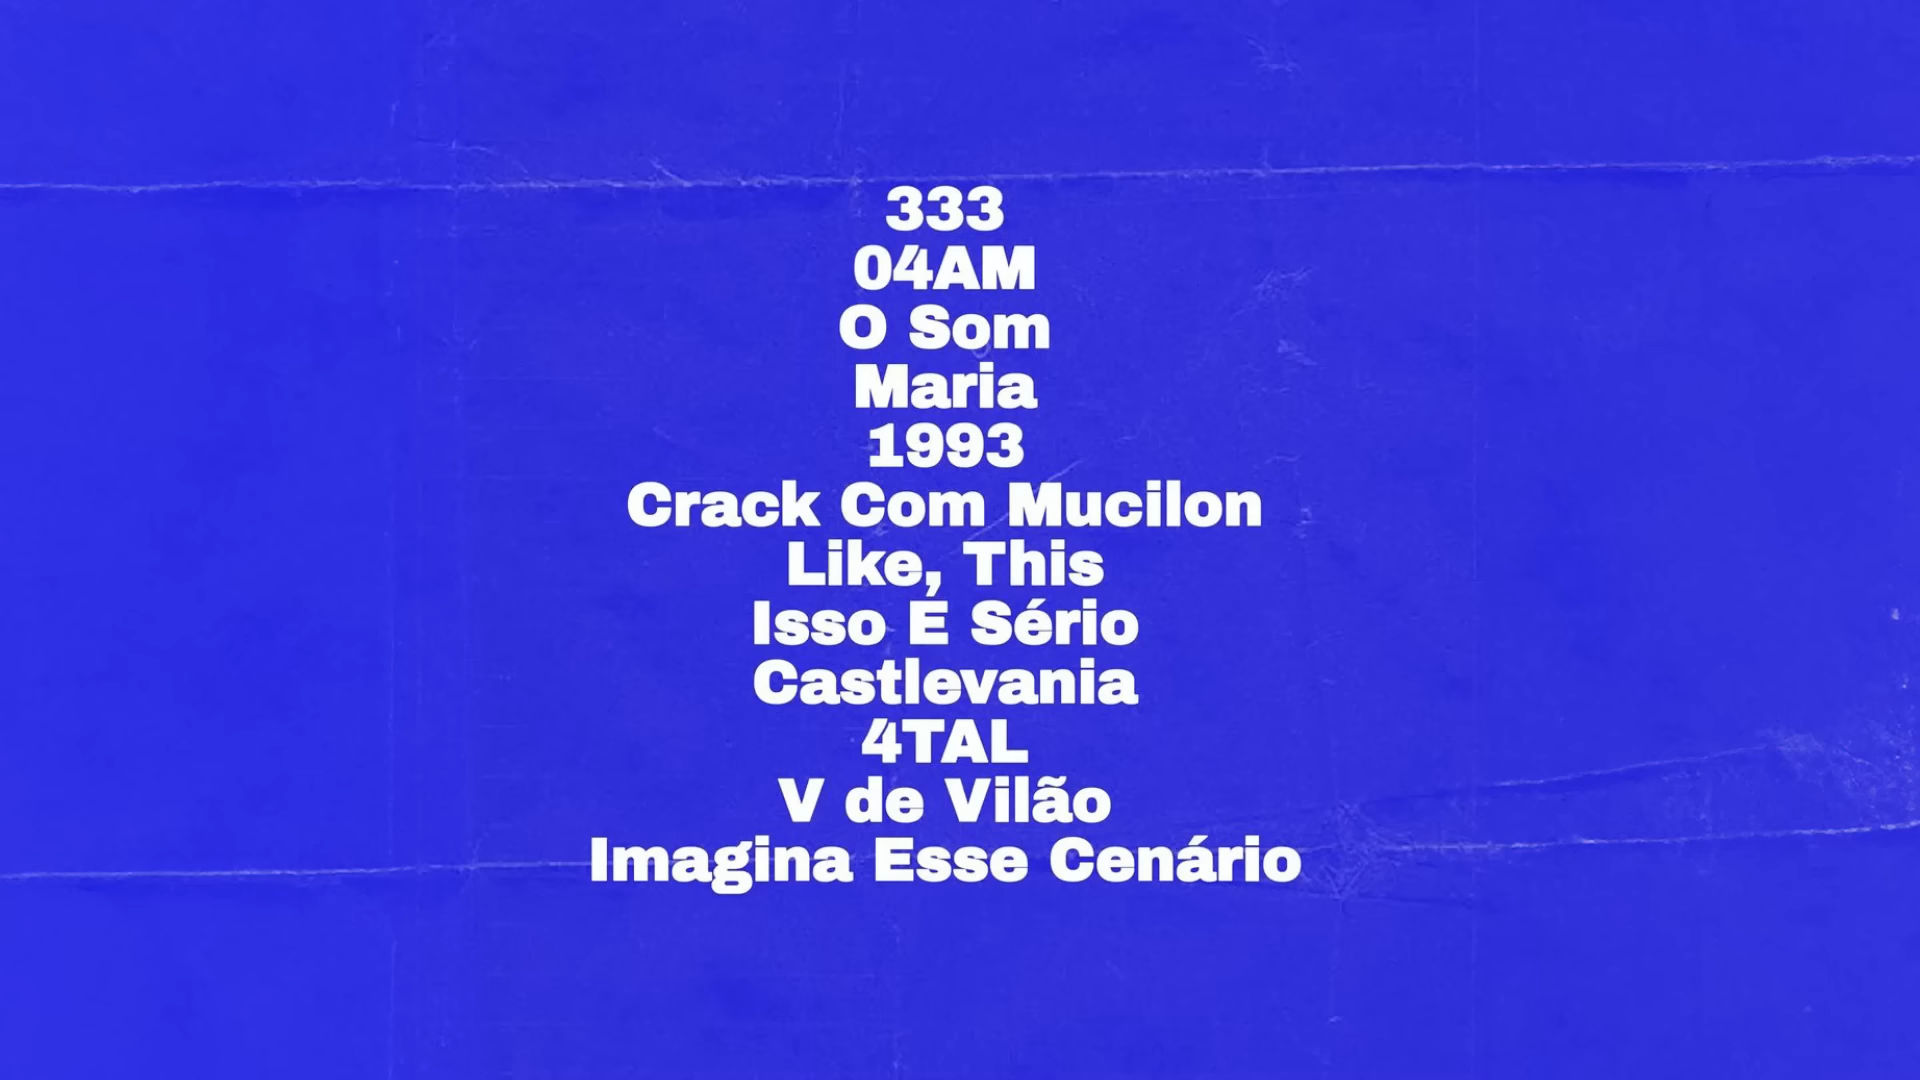 333
04AM
O Som
Maria
1993
Crack Com Mucilon
Like, This
Isso É Sério
Castlevania
4TAL
V de Vilão
Imagina Esse Cenário